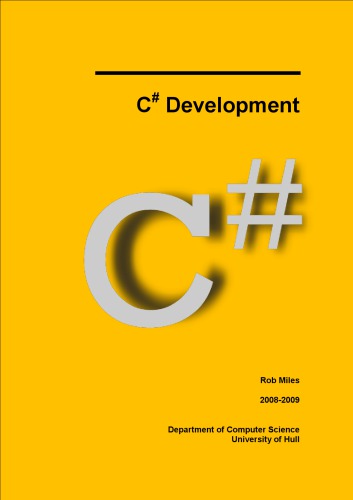 C# Development
C#
Rob Miles
2008-2009
Department of Computer Science
University of Hull